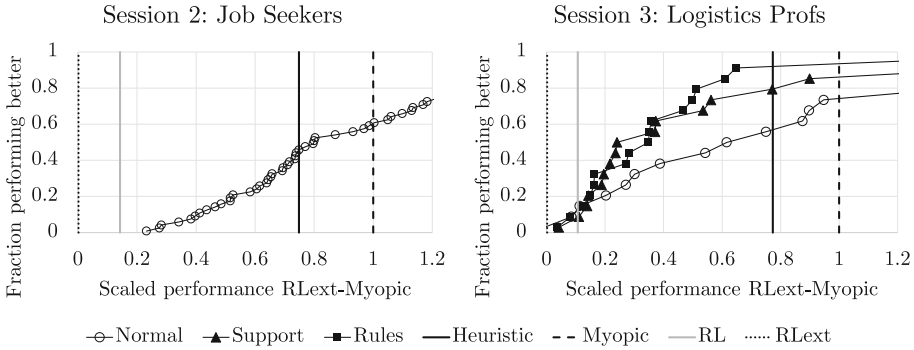 Session 2: Job Seekers
Fraction performing better
1
0.8
0.6
0.4
0.2
0
0 0.2 0.4 0.6 0.8 1 1.2
Scaled performance RLext-Myopic
Session 3: Logistics Profs
Fraction performing better
1
0.8
0.6
0.4
0.2
0
0 0.2 0.4 0.6 0.8 1 1.2
Scaled performance RLext-Myopic
Normal Support Rules Heuristic Myopic RL RLext